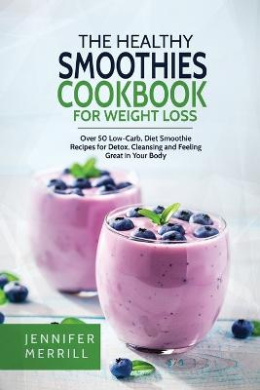 THE HEALTHY
SMOOTHIES
COOKBOOK
FOR WEIGHT LOSS
Over 50 Low-Carb, Diet Smoothie
Recipes for Detox, Cleansing and Feeling
Great in Your Body
JENNIFER
MERRILL